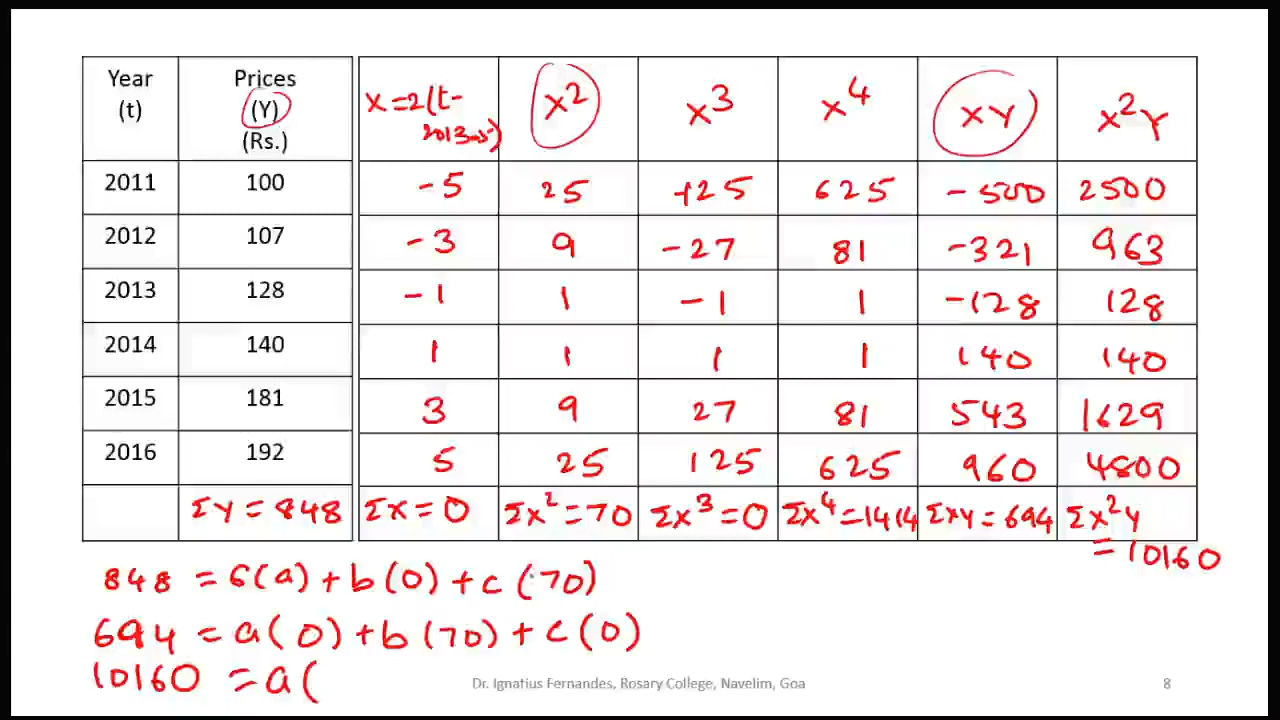 Year (t) Prices (Y) (Rs.) X = 2(t- 2013.5) X² X³ X⁴ XY X²Y
2011 100 -5 25 -125 625 -500 2500
2012 107 -3 9 -27 81 -321 963
2013 128 -1 1 -1 1 -128 128
2014 140 1 1 1 1 140 140
2015 181 3 9 27 81 543 1629
2016 192 5 25 125 625 960 4800
ΣY = 848 ΣX = 0 ΣX² = 70 ΣX³ = 0 ΣX⁴ = 1414 ΣXY = 694 ΣX²Y = 10160
848 = 6(a) + b(0) + c(70)
694 = a(0) + b(70) + c(0)
10160 = a(
Dr. Ignatius Fernandes, Rosary College, Navelim, Goa
8